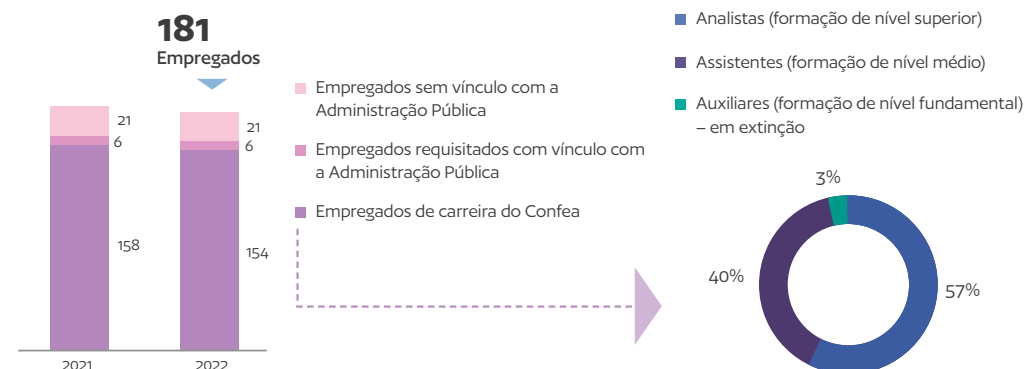 181
Empregados
21
6
158
21
6
154
2021
2022
Empregados sem vínculo com a
Administração Pública
Empregados requisitados com vínculo com
a Administração Pública
Empregados de carreira do Confea
Analistas (formação de nível superior)
Assistentes (formação de nível médio)
Auxiliares (formação de nível fundamental)
– em extinção
3%
40%
57%